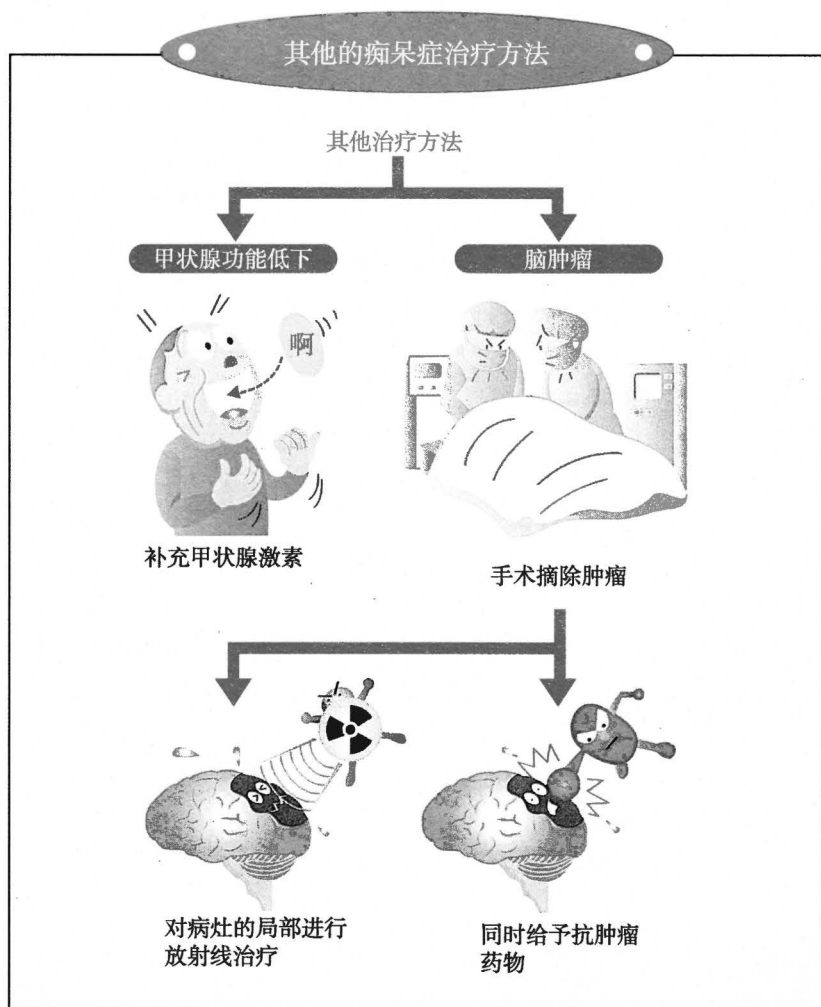 其他的痴呆症治疗方法
其他治疗方法
甲状腺功能低下
脑肿瘤
啊
补充甲状腺激素
手术摘除肿瘤
对病灶的局部进行
放射线治疗
同时给予抗肿瘤
药物